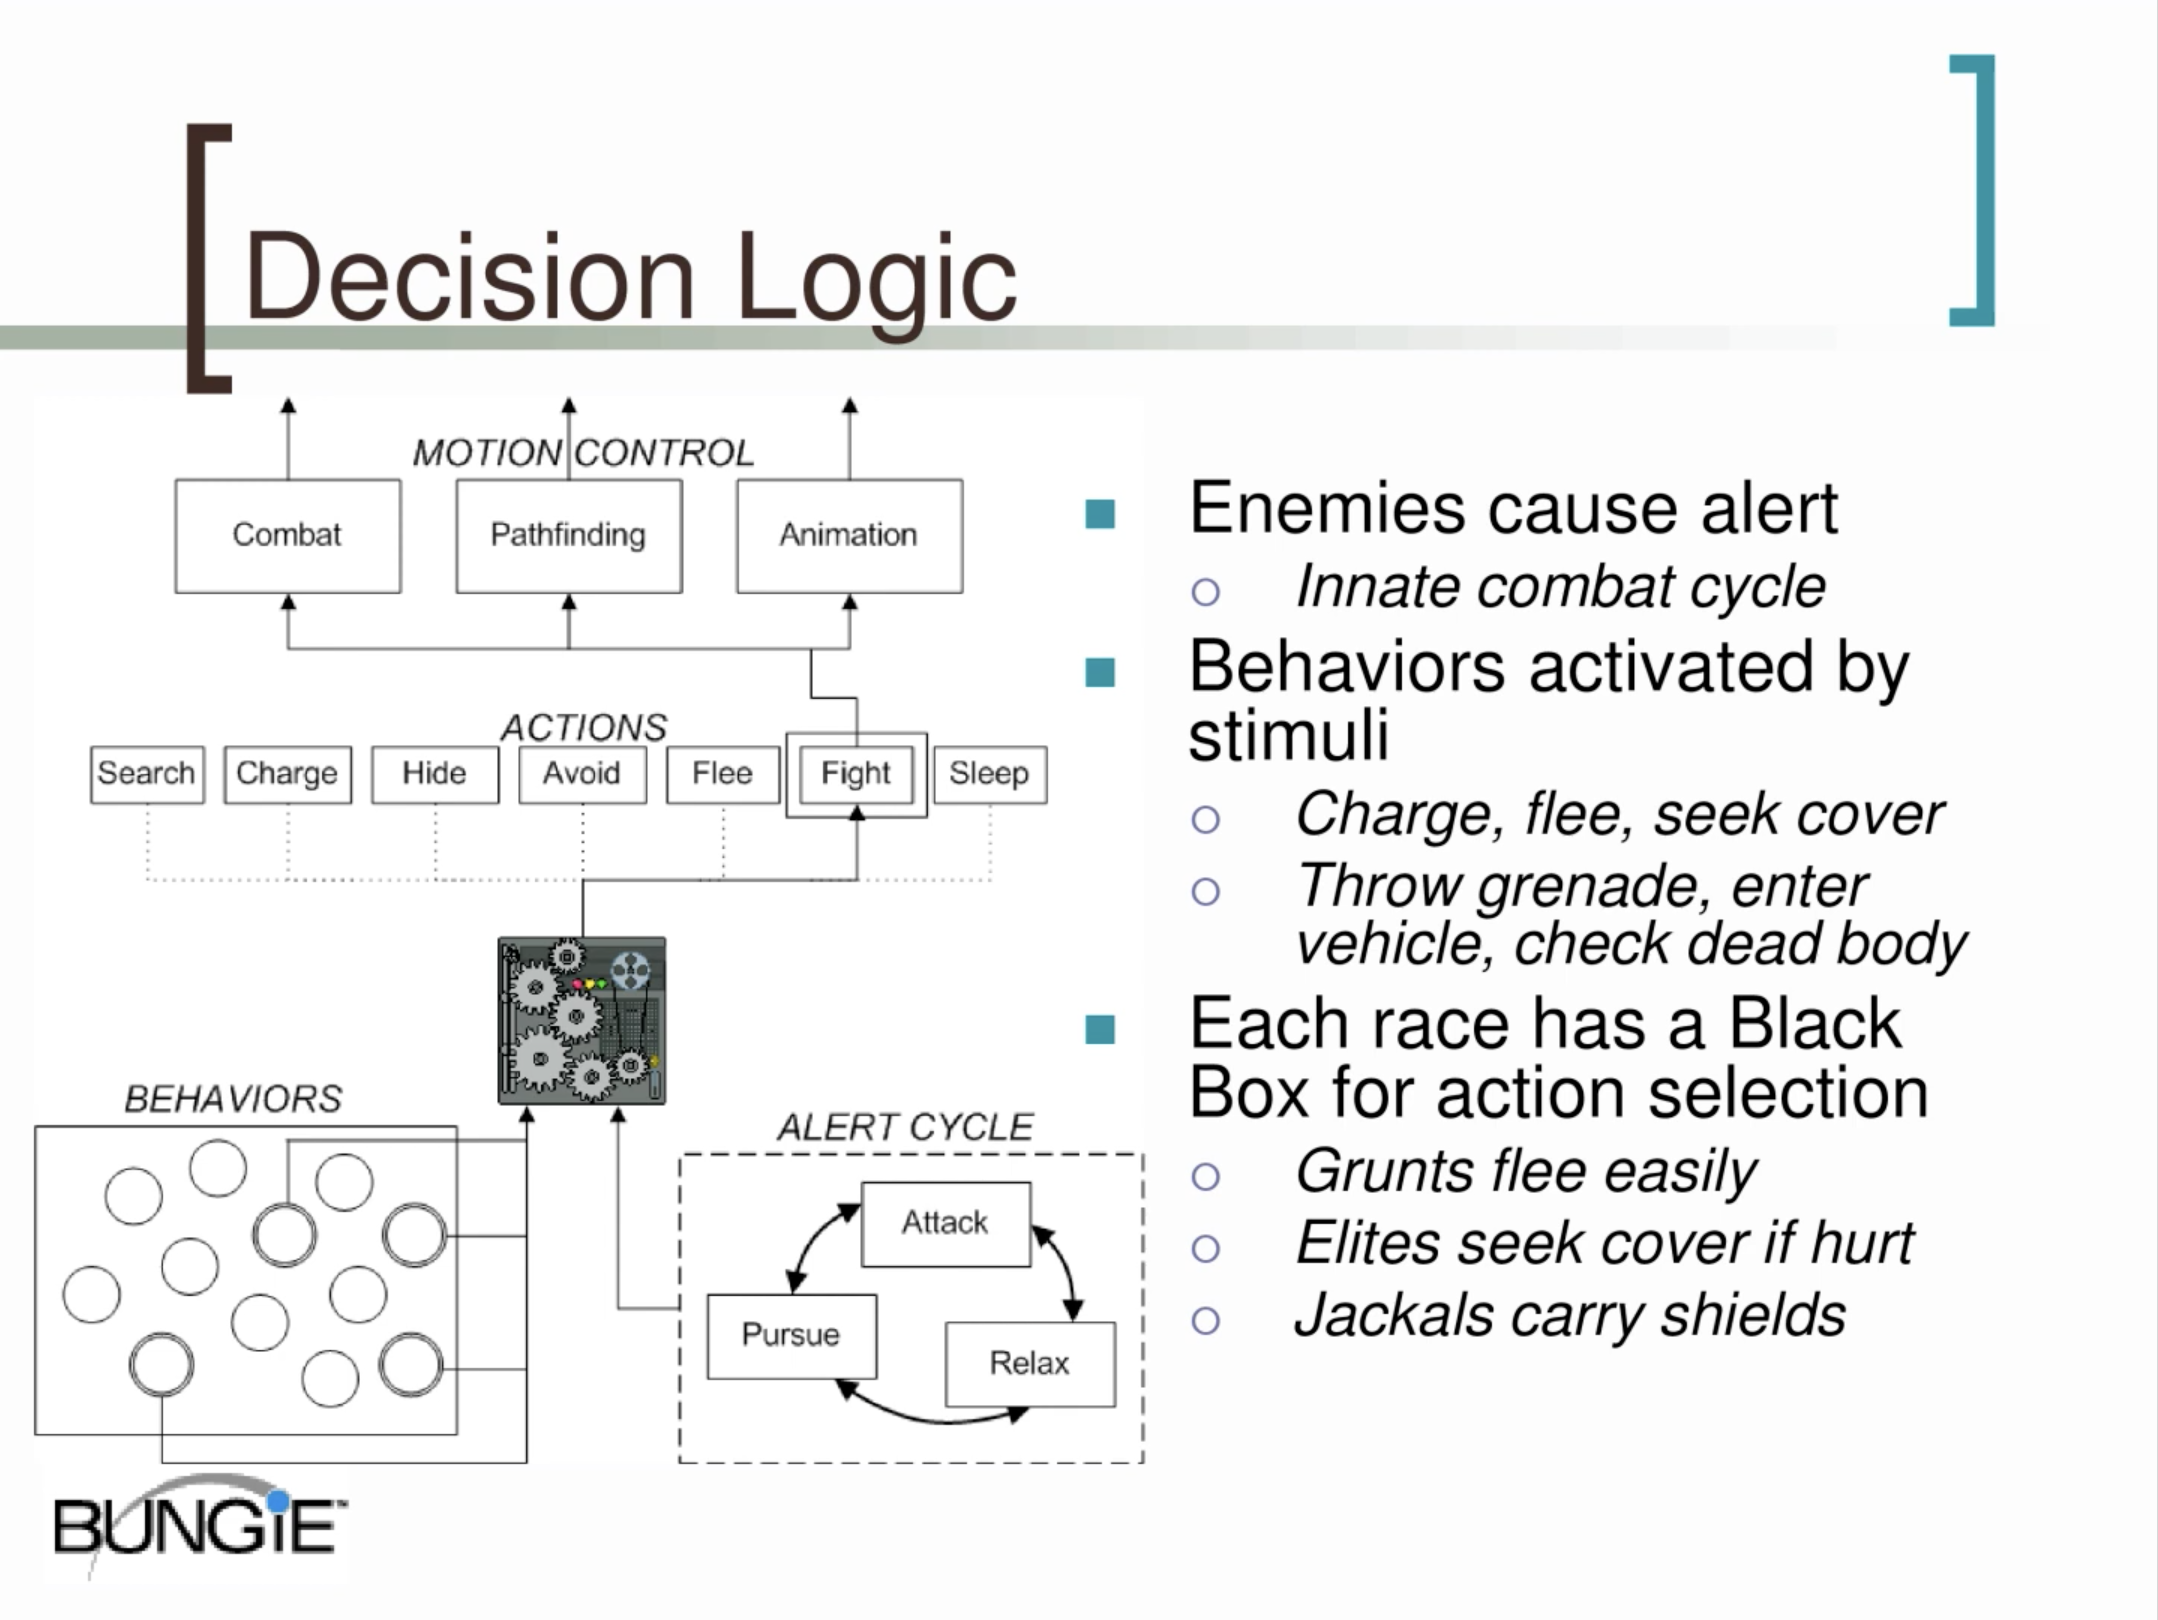 Decision Logic
MOTION CONTROL
Combat
Pathfinding
Animation
ACTIONS
Search
Charge
Hide
Avoid
Flee
Fight
Sleep
BEHAVIORS
ALERT CYCLE
Attack
Pursue
Relax
BUNGiE™
Enemies cause alert
Innate combat cycle
Behaviors activated by
stimuli
Charge, flee, seek cover
Throw grenade, enter
vehicle, check dead body
Each race has a Black
Box for action selection
Grunts flee easily
Elites seek cover if hurt
Jackals carry shields